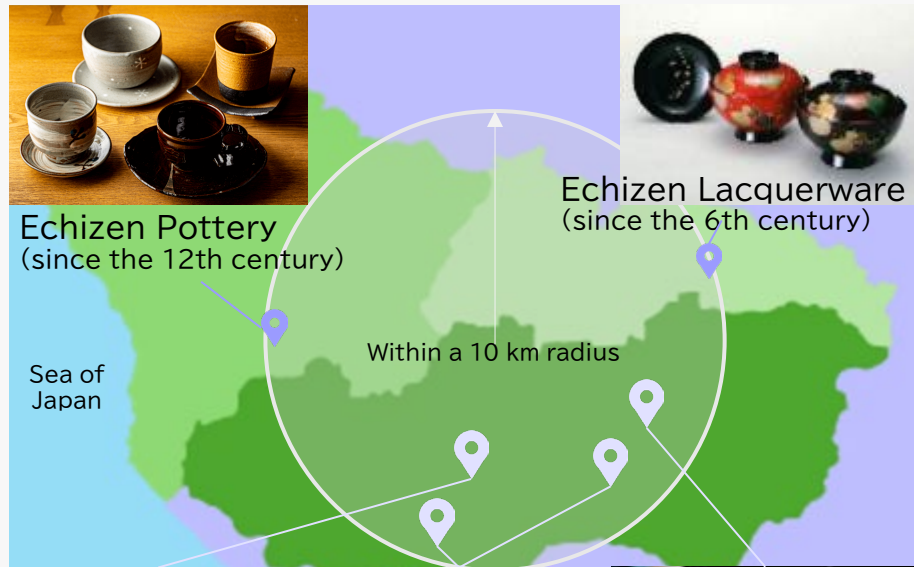 Echizen Pottery
(since the 12th century)
Echizen Lacquerware
(since the 6th century)
Within a 10 km radius
Sea of
Japan